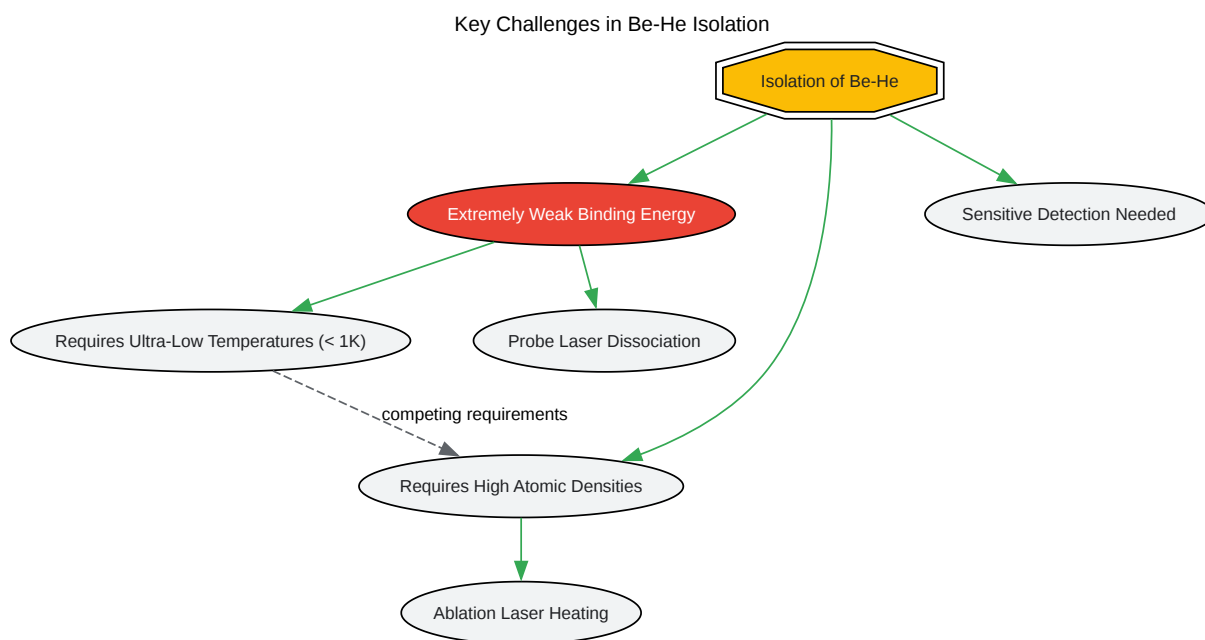 Key Challenges in Be-He Isolation
Isolation of Be-He
Extremely Weak Binding Energy
Sensitive Detection Needed
Requires Ultra-Low Temperatures (< 1K)
Probe Laser Dissociation
competing requirements
Requires High Atomic Densities
Ablation Laser Heating